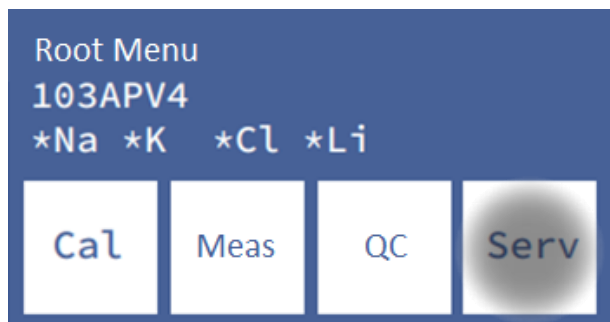 Root Menu
103APV4
*Na *K *Cl *Li
Cal Meas QC Serv